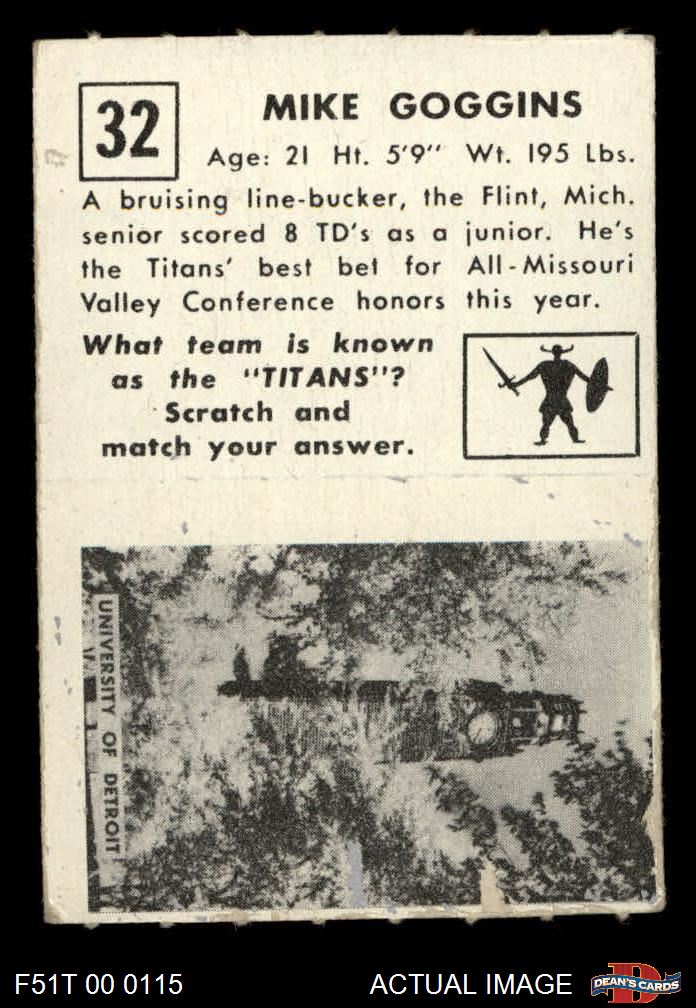 32
MIKE GOGGINS
Age: 21 Ht. 5'9" Wt. 195 Lbs.
A bruising line-bucker, the Flint, Mich.
senior scored 8 TD's as a junior. He's
the Titans' best bet for All-Missouri
Valley Conference honors this year.
What team is known
as the "TITANS"?
Scratch and
match your answer.
UNIVERSITY OF DETROIT
F51T 00 0115
ACTUAL IMAGE
D
DEAN'S CARDS